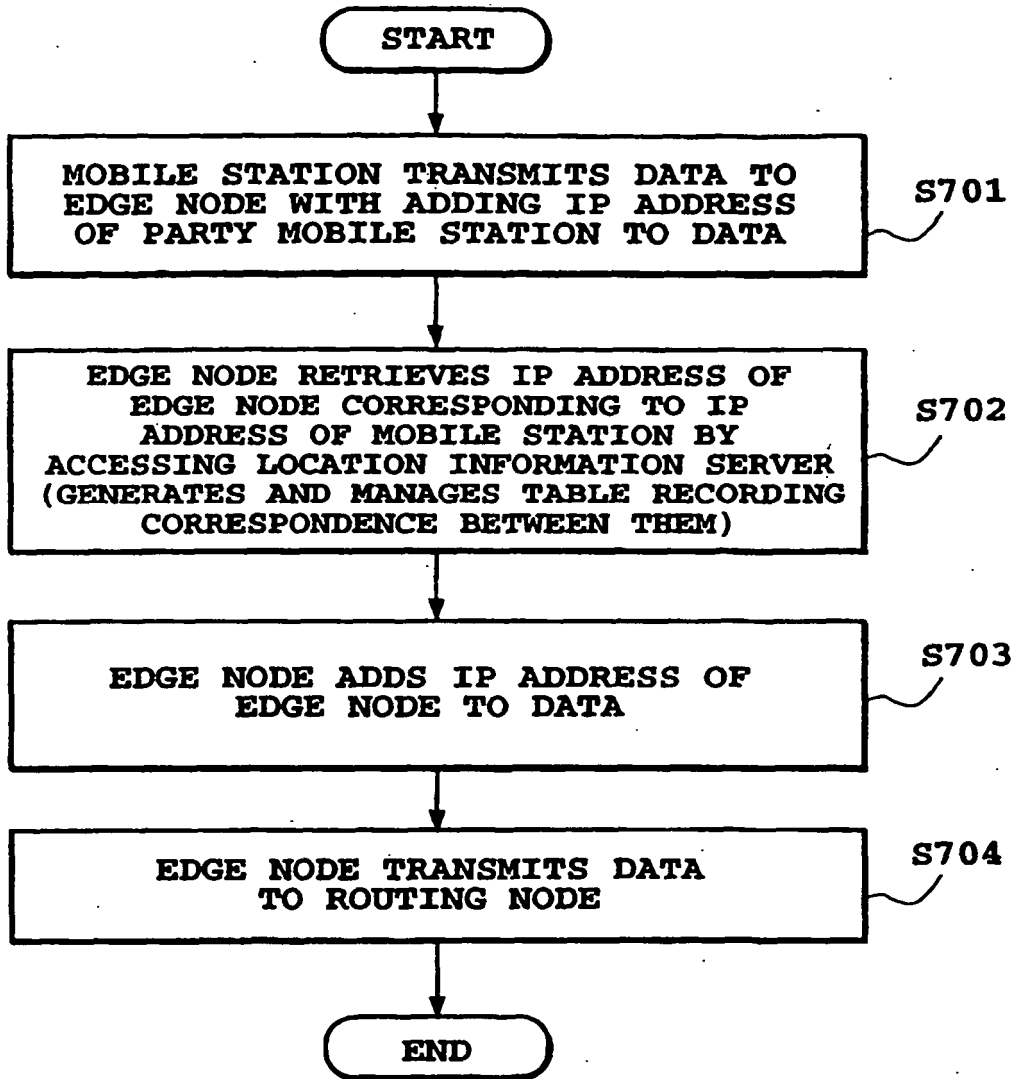 START
MOBILE STATION TRANSMITS DATA TO
EDGE NODE WITH ADDING IP ADDRESS
OF PARTY MOBILE STATION TO DATA
S701
EDGE NODE RETRIEVES IP ADDRESS OF
EDGE NODE CORRESPONDING TO IP
ADDRESS OF MOBILE STATION BY
ACCESSING LOCATION INFORMATION SERVER
(GENERATES AND MANAGES TABLE RECORDING
CORRESPONDENCE BETWEEN THEM)
S702
EDGE NODE ADDS IP ADDRESS OF
EDGE NODE TO DATA
S703
EDGE NODE TRANSMITS DATA
TO ROUTING NODE
S704
END